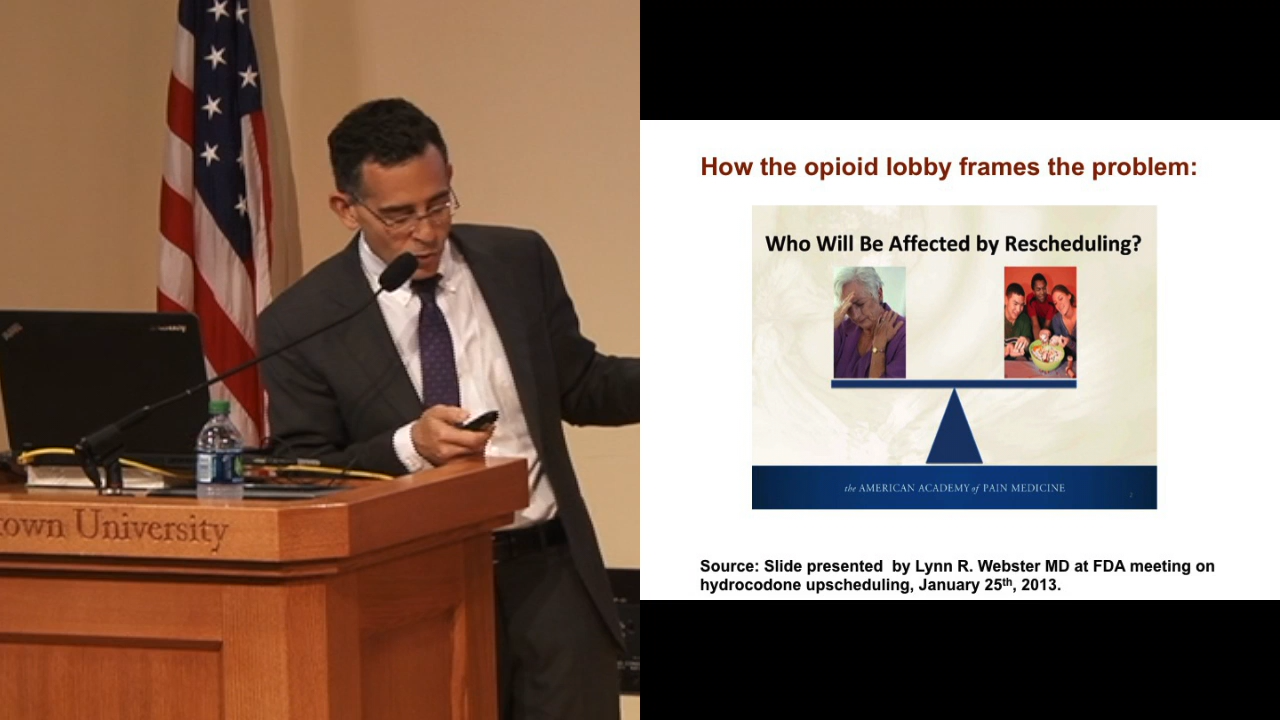 town University
How the opioid lobby frames the problem:
Who Will Be Affected by Rescheduling?
the AMERICAN ACADEMY of PAIN MEDICINE
Source: Slide presented by Lynn R. Webster MD at FDA meeting on
hydrocodone upscheduling, January 25th, 2013.